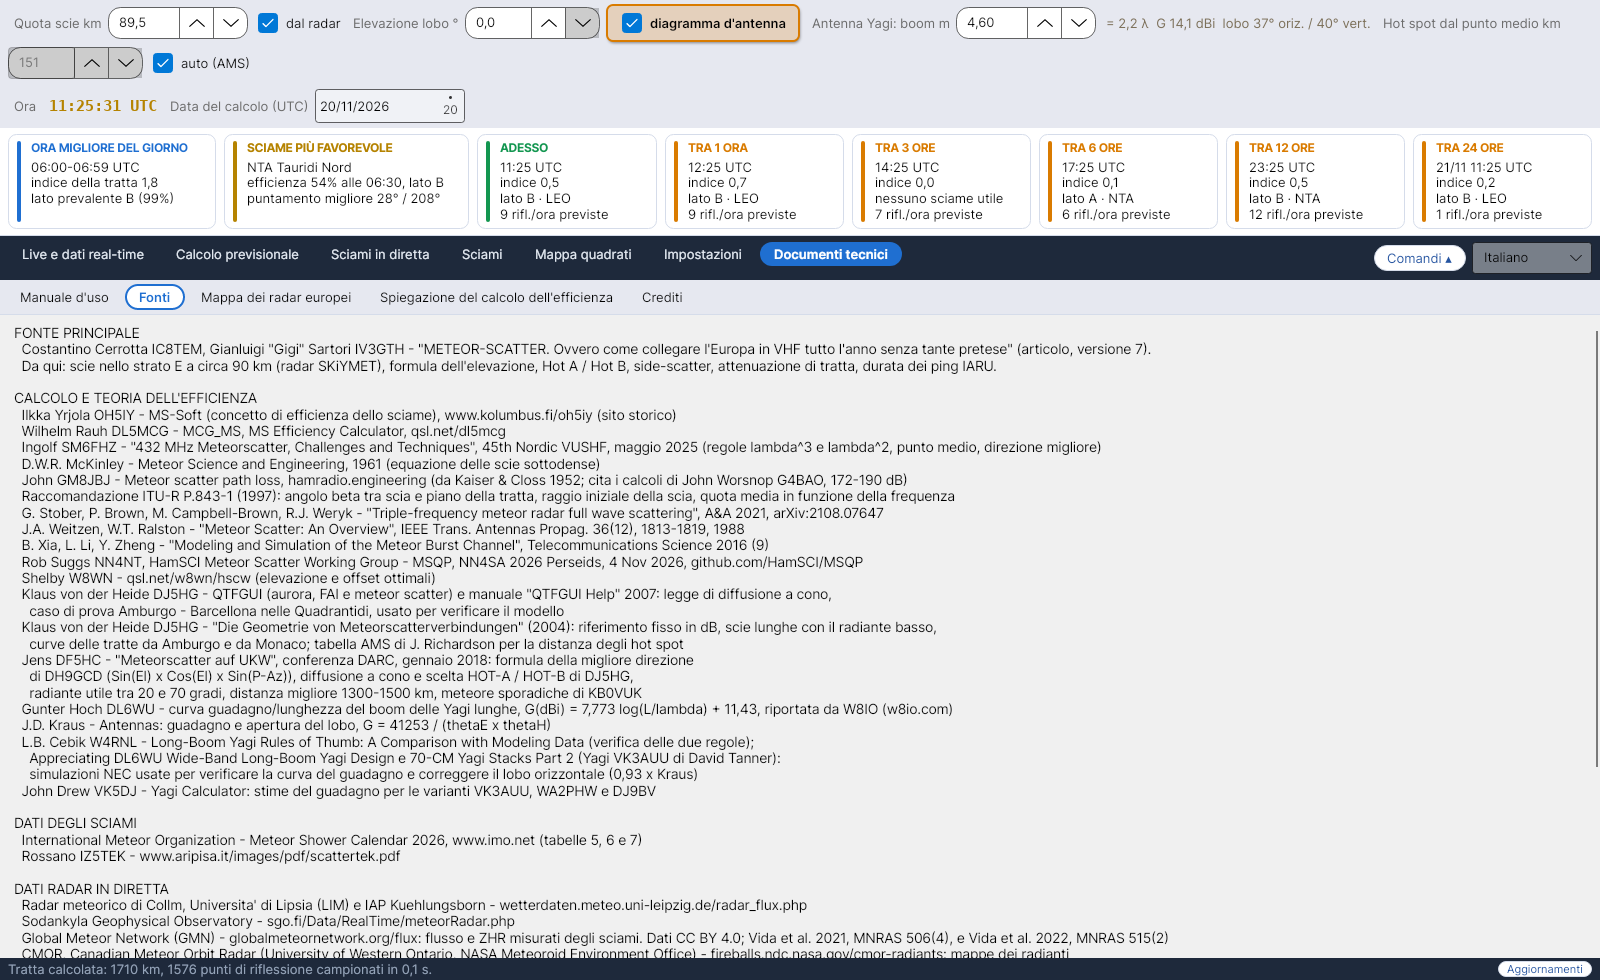 Quota scie km 89,5 dal radar Elevazione lobo ° 0,0 diagramma d'antenna Antenna Yagi: boom m 4,60 = 2,2 λ G 14,1 dBi lobo 37° oriz. / 40° vert. Hot spot dal punto medio km
151 auto (AMS)
Ora 11:25:31 UTC Data del calcolo (UTC) 20/11/2026 20
ORA MIGLIORE DEL GIORNO
06:00-06:59 UTC
indice della tratta 1,8
lato prevalente B (99%)
SCIAME PIÙ FAVOREVOLE
NTA Tauridi Nord
efficienza 54% alle 06:30, lato B
puntamento migliore 28° / 208°
ADESSO
11:25 UTC
indice 0,5
lato B · LEO
9 rifl./ora previste
TRA 1 ORA
12:25 UTC
indice 0,7
lato B · LEO
9 rifl./ora previste
TRA 3 ORE
14:25 UTC
indice 0,0
nessuno sciame utile
7 rifl./ora previste
TRA 6 ORE
17:25 UTC
indice 0,1
lato A · NTA
6 rifl./ora previste
TRA 12 ORE
23:25 UTC
indice 0,5
lato B · NTA
12 rifl./ora previste
TRA 24 ORE
21/11 11:25 UTC
indice 0,2
lato B · LEO
1 rifl./ora previste
Live e dati real-time Calcolo previsionale Sciami in diretta Sciami Mappa quadrati Impostazioni Documenti tecnici Comandi ▴ Italiano
Manuale d'uso Fonti Mappa dei radar europei Spiegazione del calcolo dell'efficienza Crediti
FONTE PRINCIPALE
Costantino Cerrotta IC8TEM, Gianluigi "Gigi" Sartori IV3GTH - "METEOR-SCATTER. Ovvero come collegare l'Europa in VHF tutto l'anno senza tante pretese" (articolo, versione 7).
Da qui: scie nello strato E a circa 90 km (radar SKiYMET), formula dell'elevazione, Hot A / Hot B, side-scatter, attenuazione di tratta, durata dei ping IARU.
CALCOLO E TEORIA DELL'EFFICIENZA
Ilkka Yrjola OH5IY - MS-Soft (concetto di efficienza dello sciame), www.kolumbus.fi/oh5iy (sito storico)
Wilhelm Rauh DL5MCG - MCG_MS, MS Efficiency Calculator, qsl.net/dl5mcg
Ingolf SM6FHZ - "432 MHz Meteorscatter, Challenges and Techniques", 45th Nordic VUSHF, maggio 2025 (regole lambda^3 e lambda^2, punto medio, direzione migliore)
D.W.R. McKinley - Meteor Science and Engineering, 1961 (equazione delle scie sottodense)
John GM8JBJ - Meteor scatter path loss, hamradio.engineering (da Kaiser & Closs 1952; cita i calcoli di John Worsnop G4BAO, 172-190 dB)
Raccomandazione ITU-R P.843-1 (1997): angolo beta tra scia e piano della tratta, raggio iniziale della scia, quota media in funzione della frequenza
G. Stober, P. Brown, M. Campbell-Brown, R.J. Weryk - "Triple-frequency meteor radar full wave scattering", A&A 2021, arXiv:2108.07647
J.A. Weitzen, W.T. Ralston - "Meteor Scatter: An Overview", IEEE Trans. Antennas Propag. 36(12), 1813-1819, 1988
B. Xia, L. Li, Y. Zheng - "Modeling and Simulation of the Meteor Burst Channel", Telecommunications Science 2016 (9)
Rob Suggs NN4NT, HamSCI Meteor Scatter Working Group - MSQP, NN4SA 2026 Perseids, 4 Nov 2026, github.com/HamSCI/MSQP
Shelby W8WN - qsl.net/w8wn/hscw (elevazione e offset ottimali)
Klaus von der Heide DJ5HG - QTFGUI (aurora, FAI e meteor scatter) e manuale "QTFGUI Help" 2007: legge di diffusione a cono,
caso di prova Amburgo - Barcellona nelle Quadrantidi, usato per verificare il modello
Klaus von der Heide DJ5HG - "Die Geometrie von Meteorscatterverbindungen" (2004): riferimento fisso in dB, scie lunghe con il radiante basso,
curve delle tratte da Amburgo e da Monaco; tabella AMS di J. Richardson per la distanza degli hot spot
Jens DF5HC - "Meteorscatter auf UKW", conferenza DARC, gennaio 2018: formula della migliore direzione
di DH9GCD (Sin(El) x Cos(El) x Sin(P-Az)), diffusione a cono e scelta HOT-A / HOT-B di DJ5HG,
radiante utile tra 20 e 70 gradi, distanza migliore 1300-1500 km, meteore sporadiche di KB0VUK
Gunter Hoch DL6WU - curva guadagno/lunghezza del boom delle Yagi lunghe, G(dBi) = 7,773 log(L/lambda) + 11,43, riportata da W8IO (w8io.com)
J.D. Kraus - Antennas: guadagno e apertura del lobo, G = 41253 / (thetaE x thetaH)
L.B. Cebik W4RNL - Long-Boom Yagi Rules of Thumb: A Comparison with Modeling Data (verifica delle due regole);
Appreciating DL6WU Wide-Band Long-Boom Yagi Design e 70-CM Yagi Stacks Part 2 (Yagi VK3AUU di David Tanner):
simulazioni NEC usate per verificare la curva del guadagno e correggere il lobo orizzontale (0,93 x Kraus)
John Drew VK5DJ - Yagi Calculator: stime del guadagno per le varianti VK3AUU, WA2PHW e DJ9BV
DATI DEGLI SCIAMI
International Meteor Organization - Meteor Shower Calendar 2026, www.imo.net (tabelle 5, 6 e 7)
Rossano IZ5TEK - www.aripisa.it/images/pdf/scattertek.pdf
DATI RADAR IN DIRETTA
Radar meteorico di Collm, Universita' di Lipsia (LIM) e IAP Kuehlungsborn - wetterdaten.meteo.uni-leipzig.de/radar_flux.php
Sodankyla Geophysical Observatory - sgo.fi/Data/RealTime/meteorRadar.php
Global Meteor Network (GMN) - globalmeteornetwork.org/flux: flusso e ZHR misurati degli sciami. Dati CC BY 4.0; Vida et al. 2021, MNRAS 506(4), e Vida et al. 2022, MNRAS 515(2)
CMOR, Canadian Meteor Orbit Radar (University of Western Ontario, NASA Meteoroid Environment Office) - fireballs.ndc.nasa.gov/cmor-radiants: mappe dei radianti
Tratta calcolata: 1710 km, 1576 punti di riflessione campionati in 0,1 s. Aggiornamenti